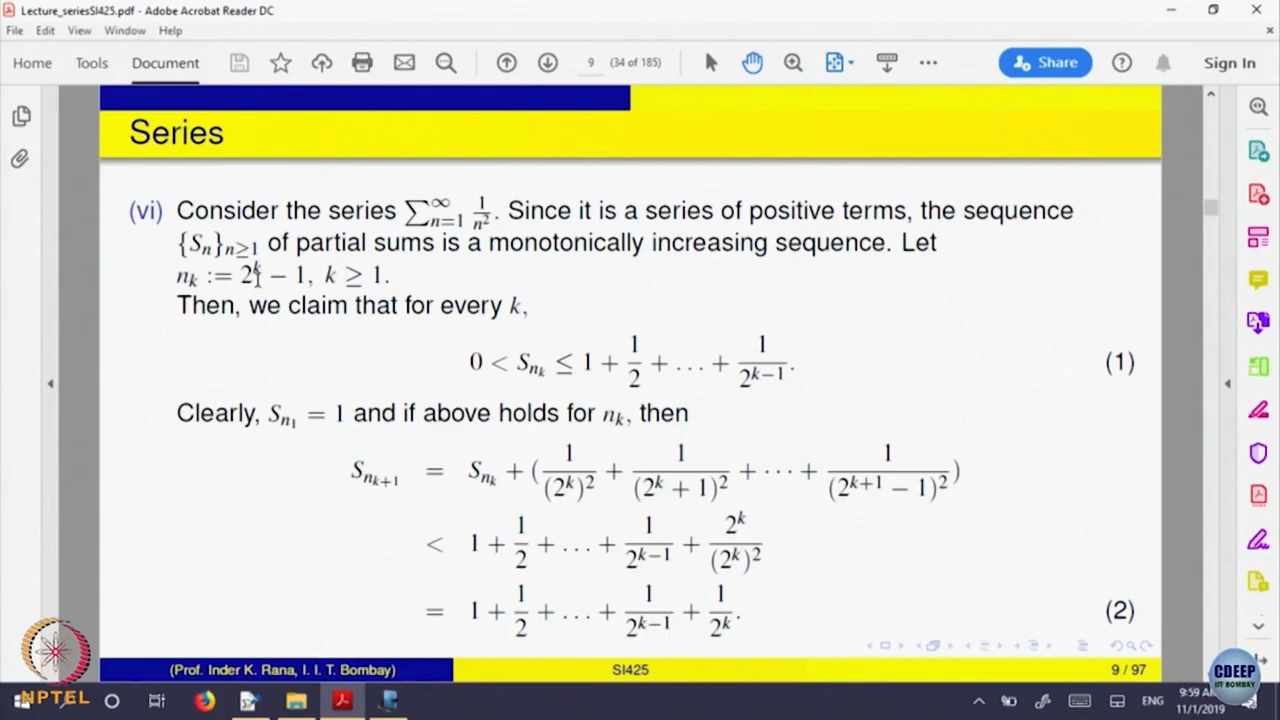 Lecture_seriesSI425.pdf - Adobe Acrobat Reader DC
File Edit View Window Help
Home Tools Document 9 (34 of 185) Share Sign In
Series
(vi) Consider the series ∑_{n=1}^{∞} 1/n². Since it is a series of positive terms, the sequence
{S_n}_{n≥1} of partial sums is a monotonically increasing sequence. Let
n_k := 2^k − 1, k ≥ 1.
Then, we claim that for every k,
0 < S_{n_k} ≤ 1 + 1/2 + … + 1/2^{k−1}. (1)
Clearly, S_{n_1} = 1 and if above holds for n_k, then
S_{n_{k+1}} = S_{n_k} + (1/(2^k)² + 1/(2^k + 1)² + ⋯ + 1/(2^{k+1} − 1)²)
< 1 + 1/2 + … + 1/2^{k−1} + 2^k/(2^k)²
= 1 + 1/2 + … + 1/2^{k−1} + 1/2^k. (2)
(Prof. Inder K. Rana, I. I. T. Bombay) SI425 9 / 97
NPTEL
CDEEP
IIT BOMBAY
ENG
9:59 AM
11/1/2019